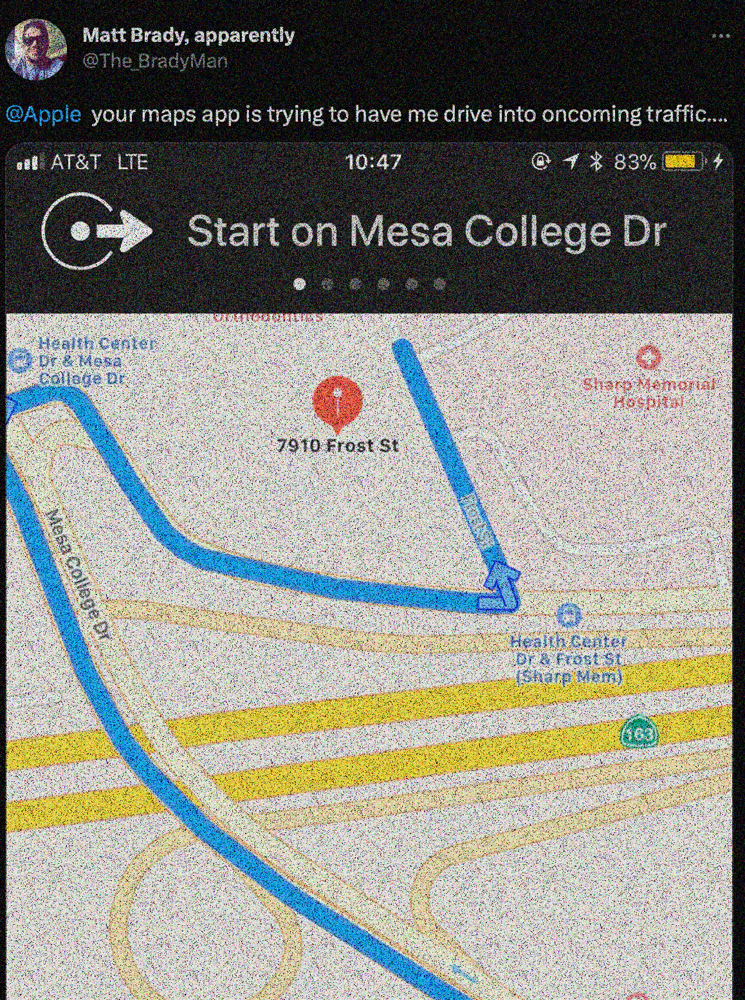 Matt Brady, apparently
@The_BradyMan
@Apple your maps app is trying to have me drive into oncoming traffic....
AT&T LTE 10:47 83%
Start on Mesa College Dr
Orthodontics
Health Center
Dr & Mesa
College Dr
Sharp Memorial
Hospital
7910 Frost St
Frost St
Mesa College Dr
Health Center
Dr & Frost St
(Sharp Mem)
163